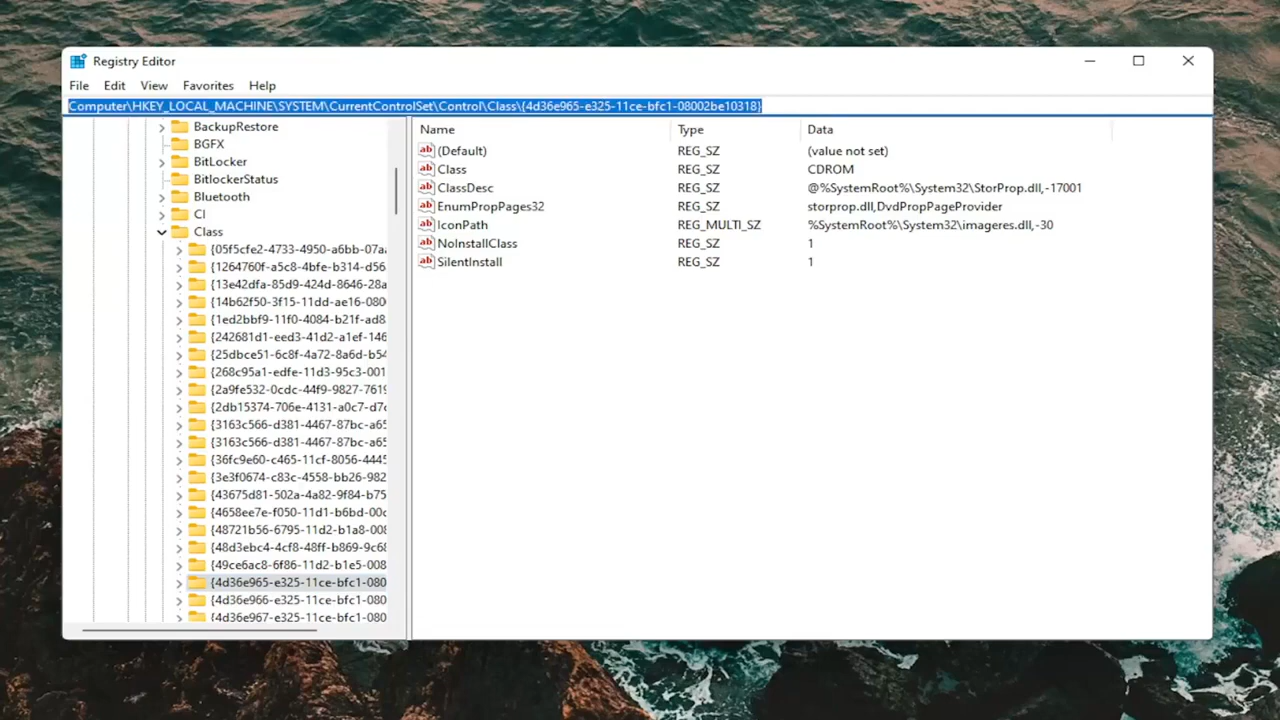 Registry Editor
File Edit View Favorites Help
Computer\HKEY_LOCAL_MACHINE\SYSTEM\CurrentControlSet\Control\Class\{4d36e965-e325-11ce-bfc1-08002be10318}
BackupRestore
BGFX
BitLocker
BitlockerStatus
Bluetooth
CI
Class
{05f5cfe2-4733-4950-a6bb-07aa
{1264760f-a5c8-4bfe-b314-d56
{13e42dfa-85d9-424d-8646-28a
{14b62f50-3f15-11dd-ae16-080
{1ed2bbf9-11f0-4084-b21f-ad8
{242681d1-eed3-41d2-a1ef-146
{25dbce51-6c8f-4a72-8a6d-b54
{268c95a1-edfe-11d3-95c3-001
{2a9fe532-0cdc-44f9-9827-7619
{2db15374-706e-4131-a0c7-d7c
{3163c566-d381-4467-87bc-a65
{3163c566-d381-4467-87bc-a65
{36fc9e60-c465-11cf-8056-4445
{3e3f0674-c83c-4558-bb26-982
{43675d81-502a-4a82-9f84-b75
{4658ee7e-f050-11d1-b6bd-00c
{48721b56-6795-11d2-b1a8-008
{48d3ebc4-4cf8-48ff-b869-9c68
{49ce6ac8-6f86-11d2-b1e5-008
{4d36e965-e325-11ce-bfc1-080
{4d36e966-e325-11ce-bfc1-080
{4d36e967-e325-11ce-bfc1-080
Name Type Data
(Default) REG_SZ (value not set)
Class REG_SZ CDROM
ClassDesc REG_SZ @%SystemRoot%\System32\StorProp.dll,-17001
EnumPropPages32 REG_SZ storprop.dll,DvdPropPageProvider
IconPath REG_MULTI_SZ %SystemRoot%\System32\imageres.dll,-30
NoInstallClass REG_SZ 1
SilentInstall REG_SZ 1